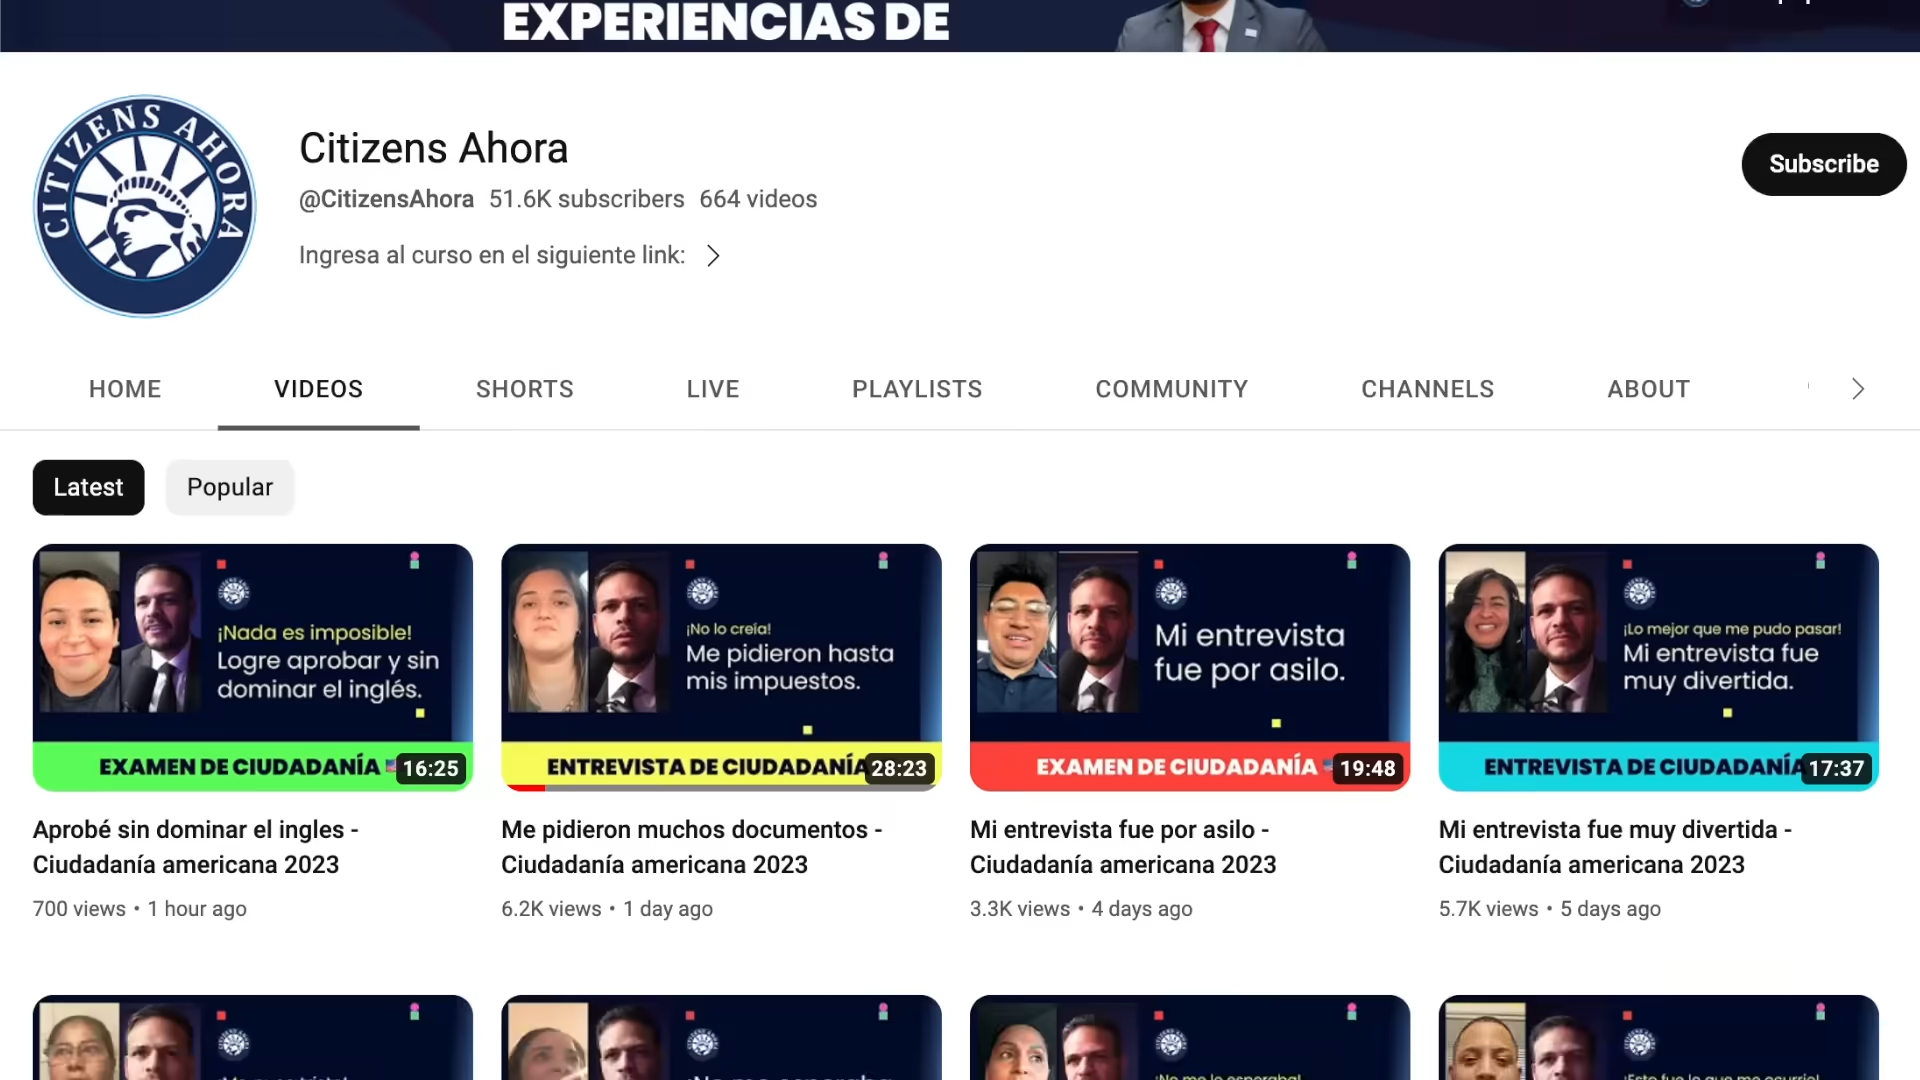 EXPERIENCIAS DE
CITIZENS AHORA
Citizens Ahora
@CitizensAhora 51.6K subscribers 664 videos
Ingresa al curso en el siguiente link:
Subscribe
HOME VIDEOS SHORTS LIVE PLAYLISTS COMMUNITY CHANNELS ABOUT
Latest Popular
¡Nada es imposible!
Logre aprobar y sin
dominar el inglés.
EXAMEN DE CIUDADANÍA 16:25
¡No lo creía!
Me pidieron hasta
mis impuestos.
ENTREVISTA DE CIUDADANÍA 28:23
Mi entrevista
fue por asilo.
EXAMEN DE CIUDADANÍA 19:48
¡Lo mejor que me pudo pasar!
Mi entrevista fue
muy divertida.
ENTREVISTA DE CIUDADANÍA 17:37
Aprobé sin dominar el ingles -
Ciudadanía americana 2023
700 views • 1 hour ago
Me pidieron muchos documentos -
Ciudadanía americana 2023
6.2K views • 1 day ago
Mi entrevista fue por asilo -
Ciudadanía americana 2023
3.3K views • 4 days ago
Mi entrevista fue muy divertida -
Ciudadanía americana 2023
5.7K views • 5 days ago